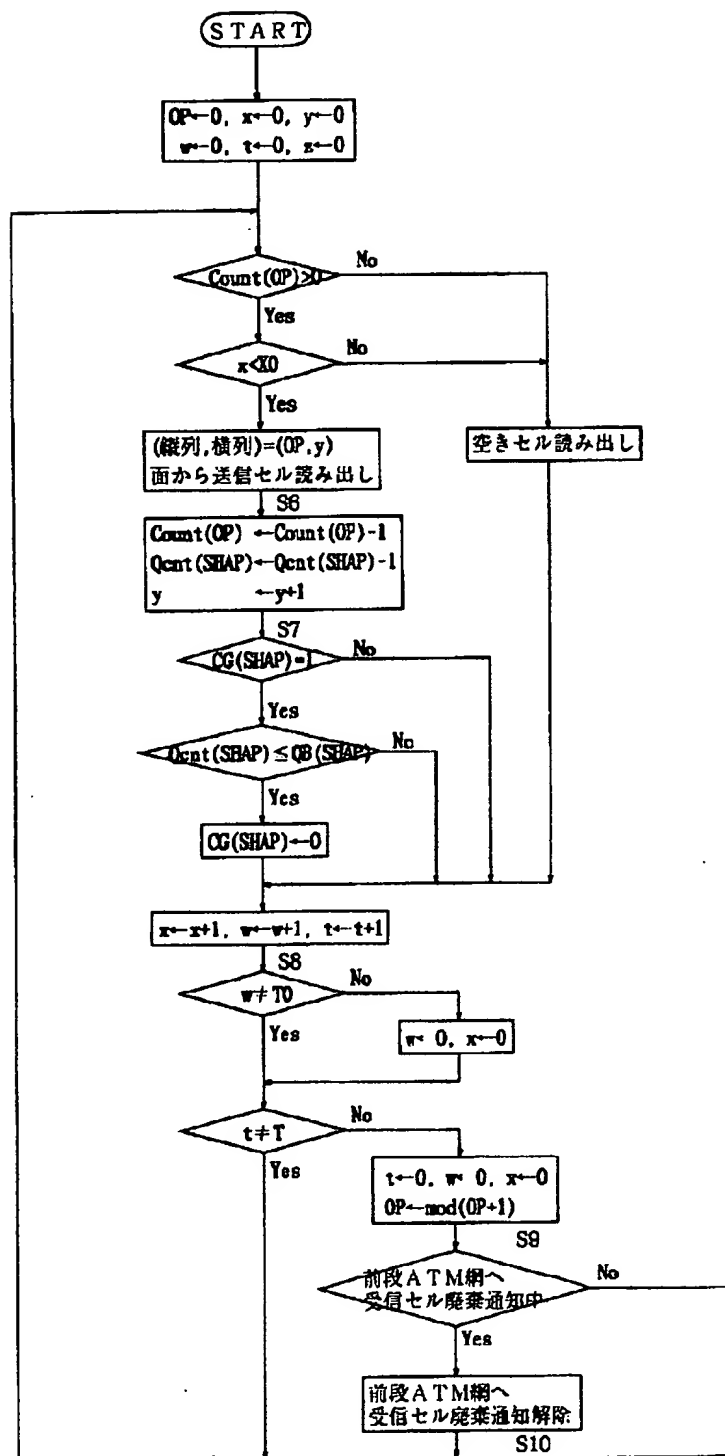 START
OP←0, x←0, y←0
w←0, t←0, z←0
Count(OP)>0
No
Yes
x<X0
No
Yes
(縦列,横列)=(OP,y)
面から送信セル読み出し
空きセル読み出し
S6
Count(OP) ←Count(OP)-1
Qcnt(SHAP)←Qcnt(SHAP)-1
y ←y+1
S7
CG(SHAP)=1
No
Yes
Qcnt(SHAP)≦QB(SHAP)
No
Yes
CG(SHAP)←0
x←x+1, w←w+1, t←t+1
S8
w≠T0
No
Yes
w← 0, x←0
t≠T
No
Yes
t←0, w← 0, x←0
OP←mod(OP+1)
S9
前段ATM網へ
受信セル廃棄通知中
No
Yes
前段ATM網へ
受信セル廃棄通知解除
S10